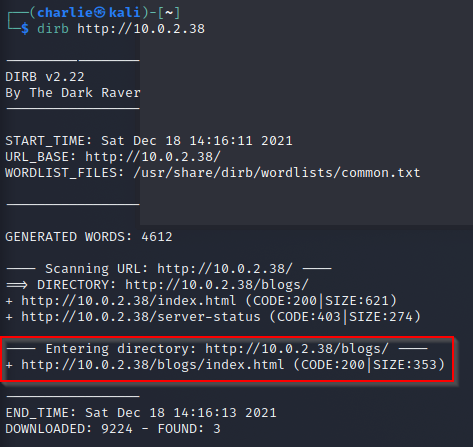 ┌──(charlie㉿kali)-[~]
└─$ dirb http://10.0.2.38
-----------------
DIRB v2.22
By The Dark Raver
-----------------
START_TIME: Sat Dec 18 14:16:11 2021
URL_BASE: http://10.0.2.38/
WORDLIST_FILES: /usr/share/dirb/wordlists/common.txt
-----------------
GENERATED WORDS: 4612
---- Scanning URL: http://10.0.2.38/ ----
==> DIRECTORY: http://10.0.2.38/blogs/
+ http://10.0.2.38/index.html (CODE:200|SIZE:621)
+ http://10.0.2.38/server-status (CODE:403|SIZE:274)
---- Entering directory: http://10.0.2.38/blogs/ ----
+ http://10.0.2.38/blogs/index.html (CODE:200|SIZE:353)
-----------------
END_TIME: Sat Dec 18 14:16:13 2021
DOWNLOADED: 9224 - FOUND: 3